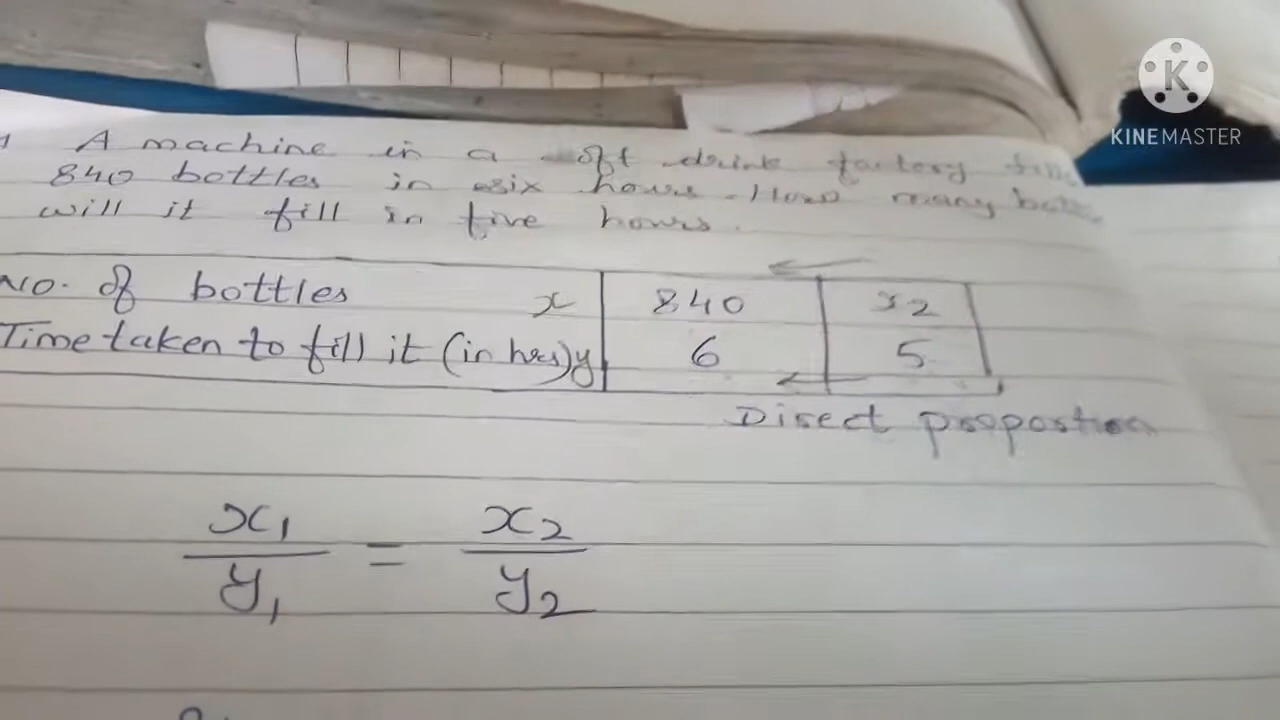 KINEMASTER
A machine in a soft drink factory fills
840 bottles in six hours. How many
will it fill in five hours.
No. of bottles x 840 x2
Time taken to fill it (in hrs) y 6 5
Direct proportion
x1/y1 = x2/y2